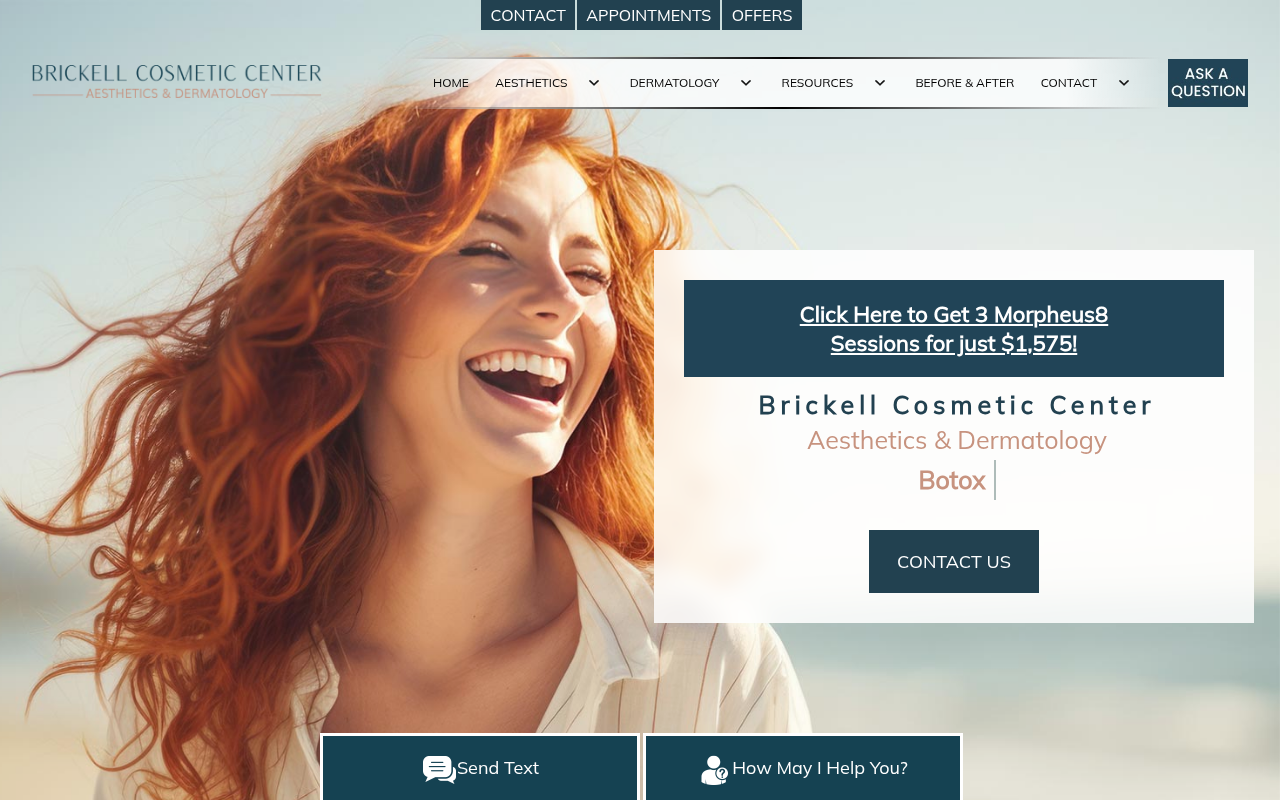 CONTACT APPOINTMENTS OFFERS
BRICKELL COSMETIC CENTER
AESTHETICS & DERMATOLOGY
HOME AESTHETICS DERMATOLOGY RESOURCES BEFORE & AFTER CONTACT
ASK A
QUESTION
Click Here to Get 3 Morpheus8
Sessions for just $1,575!
Brickell Cosmetic Center
Aesthetics & Dermatology
Botox
CONTACT US
Send Text
How May I Help You?